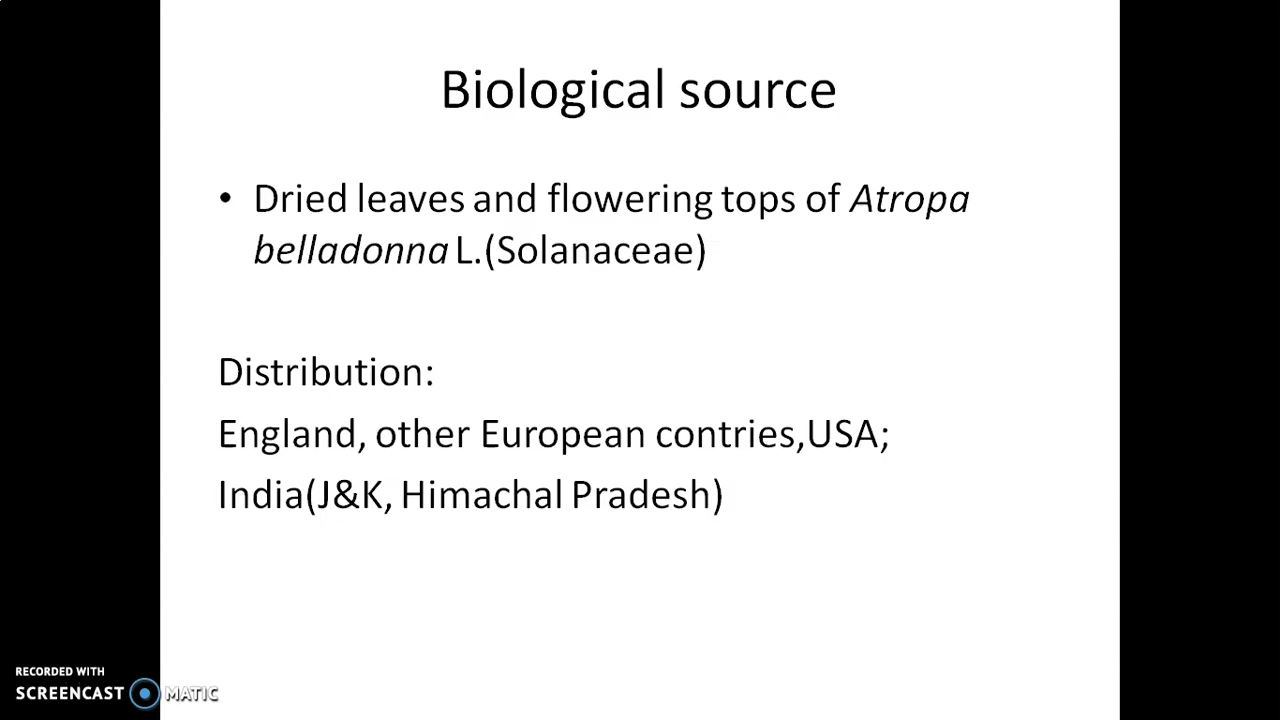 Biological source
• Dried leaves and flowering tops of Atropa
belladonna L.(Solanaceae)
Distribution:
England, other European contries,USA;
India(J&K, Himachal Pradesh)
RECORDED WITH
SCREENCAST MATIC